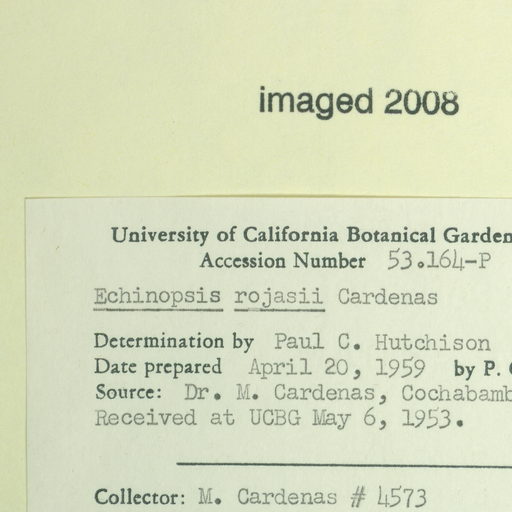 imaged 2008
University of California Botanical Garden
Accession Number 53.164-P
Echinopsis rojasii Cardenas
Determination by Paul C. Hutchison
Date prepared April 20, 1959 by P.
Source: Dr. M. Cardenas, Cochabamb
Received at UCBG May 6, 1953.
Collector: M. Cardenas # 4573